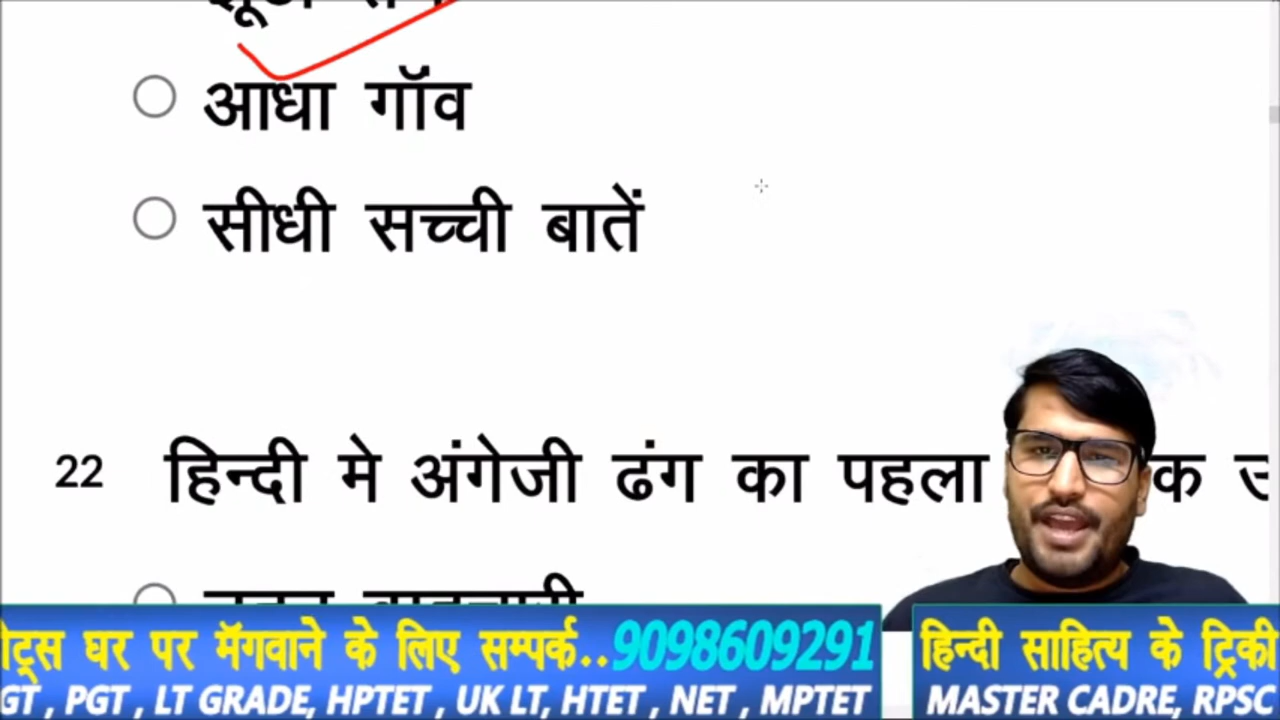 आधा गॉव
सीधी सच्ची बातें
22 हिन्दी मे अंगेजी ढंग का पहला
घर पर मॅगवाने के लिए सम्पर्क..9098609291
हिन्दी साहित्य के ट्रिकी
GT , PGT , LT GRADE, HPTET , UK LT, HTET , NET , MPTET
MASTER CADRE, RPSC